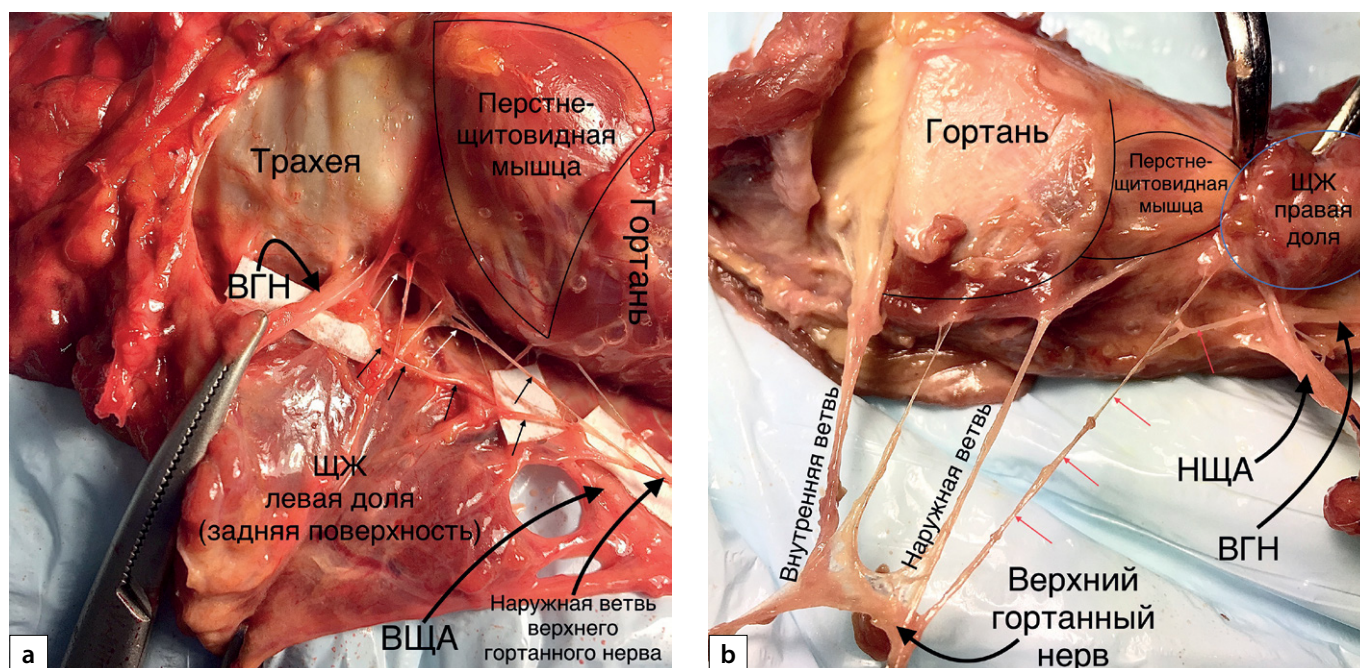 Трахея
Перстне-
щитовидная
мышца
Гортань
ВГН
ЩЖ
левая доля
(задняя поверхность)
ВЩА
Наружная ветвь
верхнего
гортанного нерва
a
Гортань
Перстне-
щитовидная
мышца
ЩЖ
правая
доля
Внутренняя ветвь
Наружная ветвь
НЩА
ВГН
Верхний
гортанный
нерв
b